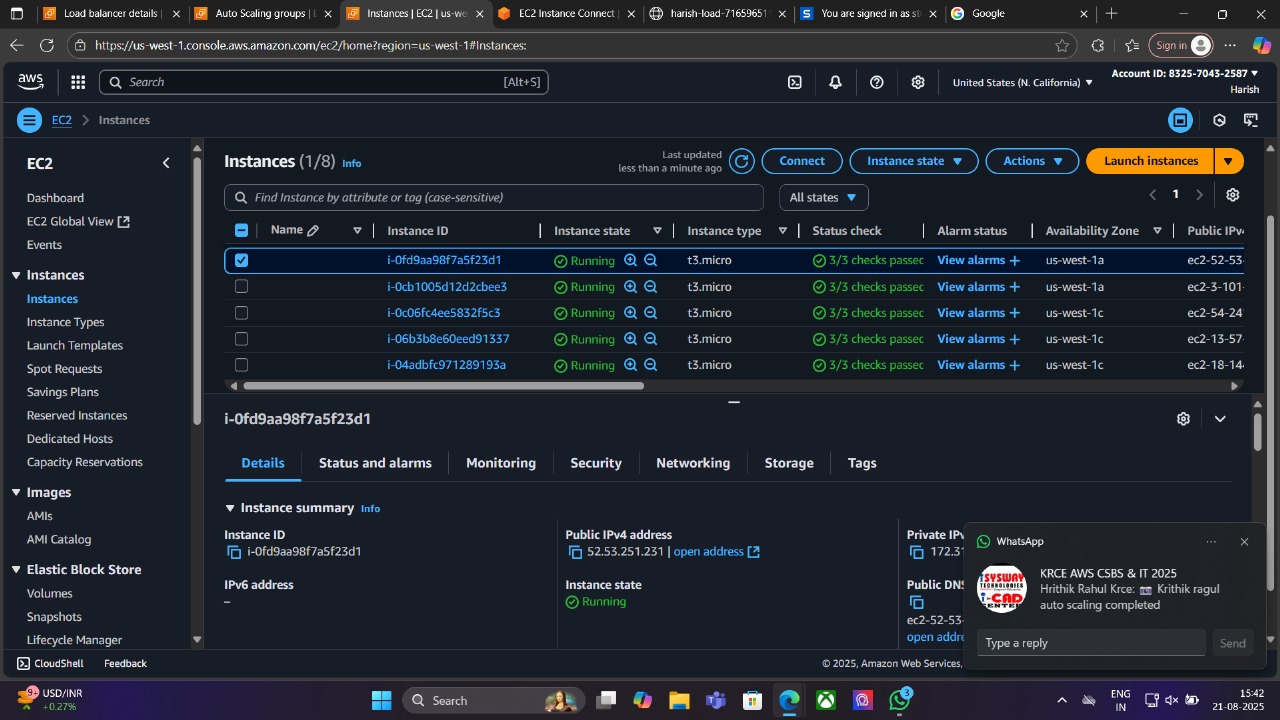 Load balancer details |
Auto Scaling groups | E
Instances | EC2 | us-we
EC2 Instance Connect |
harish-load-716556651
You are signed in as st
Google
https://us-west-1.console.aws.amazon.com/ec2/home?region=us-west-1#Instances:
Sign in
aws
Search [Alt+S]
United States (N. California)
Account ID: 8325-7043-2587
Harish
EC2 > Instances
EC2
Dashboard
EC2 Global View
Events
Instances
Instances
Instance Types
Launch Templates
Spot Requests
Savings Plans
Reserved Instances
Dedicated Hosts
Capacity Reservations
Images
AMIs
AMI Catalog
Elastic Block Store
Volumes
Snapshots
Lifecycle Manager
Instances (1/8) Info
Last updated
less than a minute ago
Connect
Instance state
Actions
Launch instances
Find Instance by attribute or tag (case-sensitive)
All states
1
Name Instance ID Instance state Instance type Status check Alarm status Availability Zone Public IPv4
i-0fd9aa98f7a5f23d1 Running t3.micro 3/3 checks passec View alarms + us-west-1a ec2-52-53-
i-0cb1005d12d2cbee3 Running t3.micro 3/3 checks passec View alarms + us-west-1a ec2-3-101-
i-0c06fc4ee5832f5c3 Running t3.micro 3/3 checks passec View alarms + us-west-1c ec2-54-24
i-06b3b8e60eed91337 Running t3.micro 3/3 checks passec View alarms + us-west-1c ec2-13-57-
i-04adbfc971289193a Running t3.micro 3/3 checks passec View alarms + us-west-1c ec2-18-14
i-0fd9aa98f7a5f23d1
Details Status and alarms Monitoring Security Networking Storage Tags
Instance summary Info
Instance ID
i-0fd9aa98f7a5f23d1
IPv6 address
–
Public IPv4 address
52.53.251.231 | open address
Instance state
Running
Private IP
172.31
Public DNS
ec2-52-53-
open addre
WhatsApp
SYSWAY
TECHNOLOGIES
i-CAD
CENTER
KRCE AWS CSBS & IT 2025
Hrithik Rahul Krce: 📷 Krithik ragul
auto scaling completed
Type a reply
Send
CloudShell Feedback
© 2025, Amazon Web Services,
9+
USD/INR
+0.27%
Search
3
ENG
IN
15:42
21-08-2025